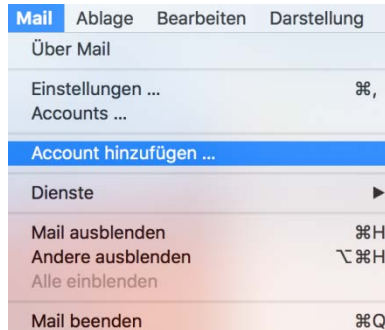 Mail Ablage Bearbeiten Darstellung
Über Mail
Einstellungen ... ⌘,
Accounts ...
Account hinzufügen ...
Dienste ▶
Mail ausblenden ⌘H
Andere ausblenden ⌥⌘H
Alle einblenden
Mail beenden ⌘Q